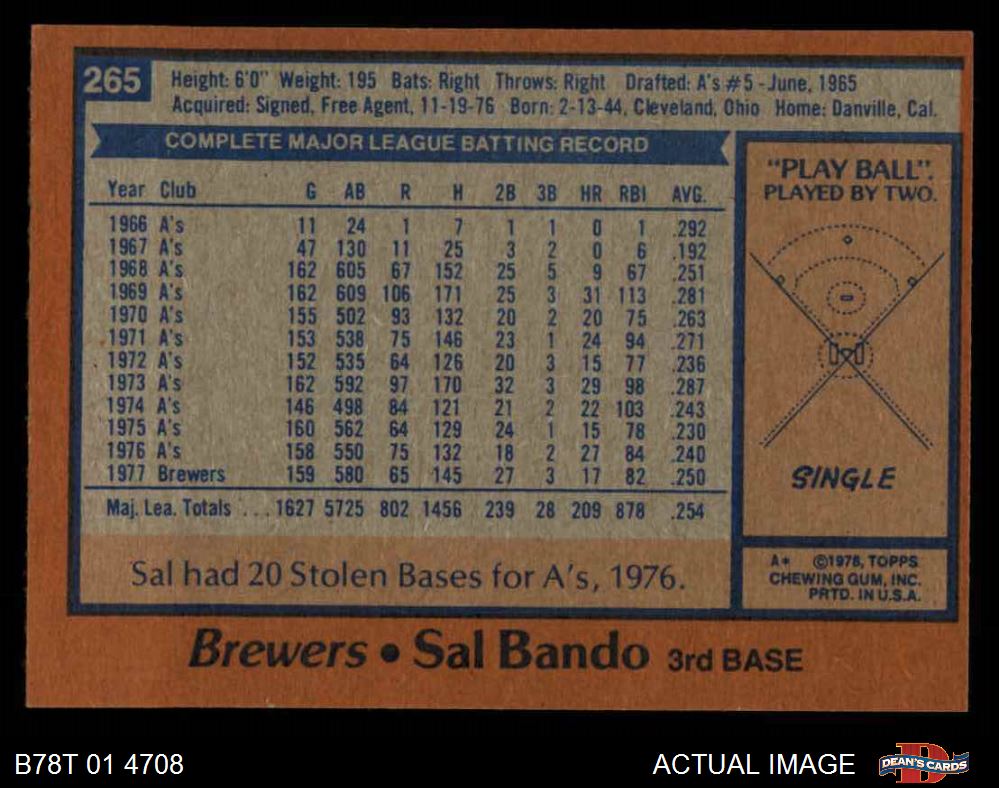 265
Height: 6'0" Weight: 195 Bats: Right Throws: Right Drafted: A's #5 - June, 1965
Acquired: Signed, Free Agent, 11-19-76 Born: 2-13-44, Cleveland, Ohio Home: Danville, Cal.
COMPLETE MAJOR LEAGUE BATTING RECORD
Year Club G AB R H 2B 3B HR RBI AVG.
1966 A's 11 24 1 7 1 1 0 1 .292
1967 A's 47 130 11 25 3 2 0 6 .192
1968 A's 162 605 67 152 25 5 9 67 .251
1969 A's 162 609 106 171 25 3 31 113 .281
1970 A's 155 502 93 132 20 2 20 75 .263
1971 A's 153 538 75 146 23 1 24 94 .271
1972 A's 152 535 64 126 20 3 15 77 .236
1973 A's 162 592 97 170 32 3 29 98 .287
1974 A's 146 498 84 121 21 2 22 103 .243
1975 A's 160 562 64 129 24 1 15 78 .230
1976 A's 158 550 75 132 18 2 27 84 .240
1977 Brewers 159 580 65 145 27 3 17 82 .250
Maj. Lea. Totals ... 1627 5725 802 1456 239 28 209 878 .254
Sal had 20 Stolen Bases for A's, 1976.
"PLAY BALL".
PLAYED BY TWO.
SINGLE
A* ©1978, TOPPS
CHEWING GUM, INC.
PRTD. IN U.S.A.
Brewers • Sal Bando 3rd BASE
B78T 01 4708
ACTUAL IMAGE
D
DEAN'S CARDS